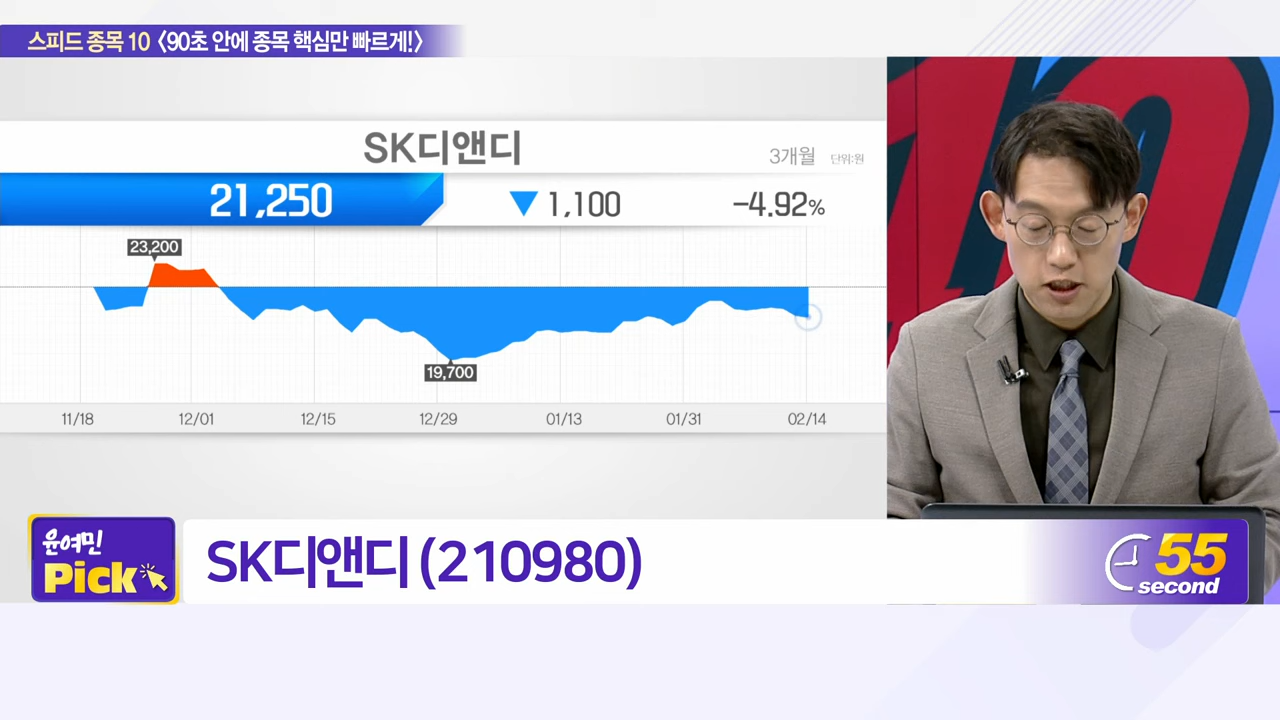 스피드 종목 10 〈90초 안에 종목 핵심만 빠르게!〉
SK디앤디
3개월 단위:원
21,250 ▼ 1,100 -4.92%
23,200
19,700
11/18 12/01 12/15 12/29 01/13 01/31 02/14
윤여민
Pick
SK디앤디 (210980)
55
second
10